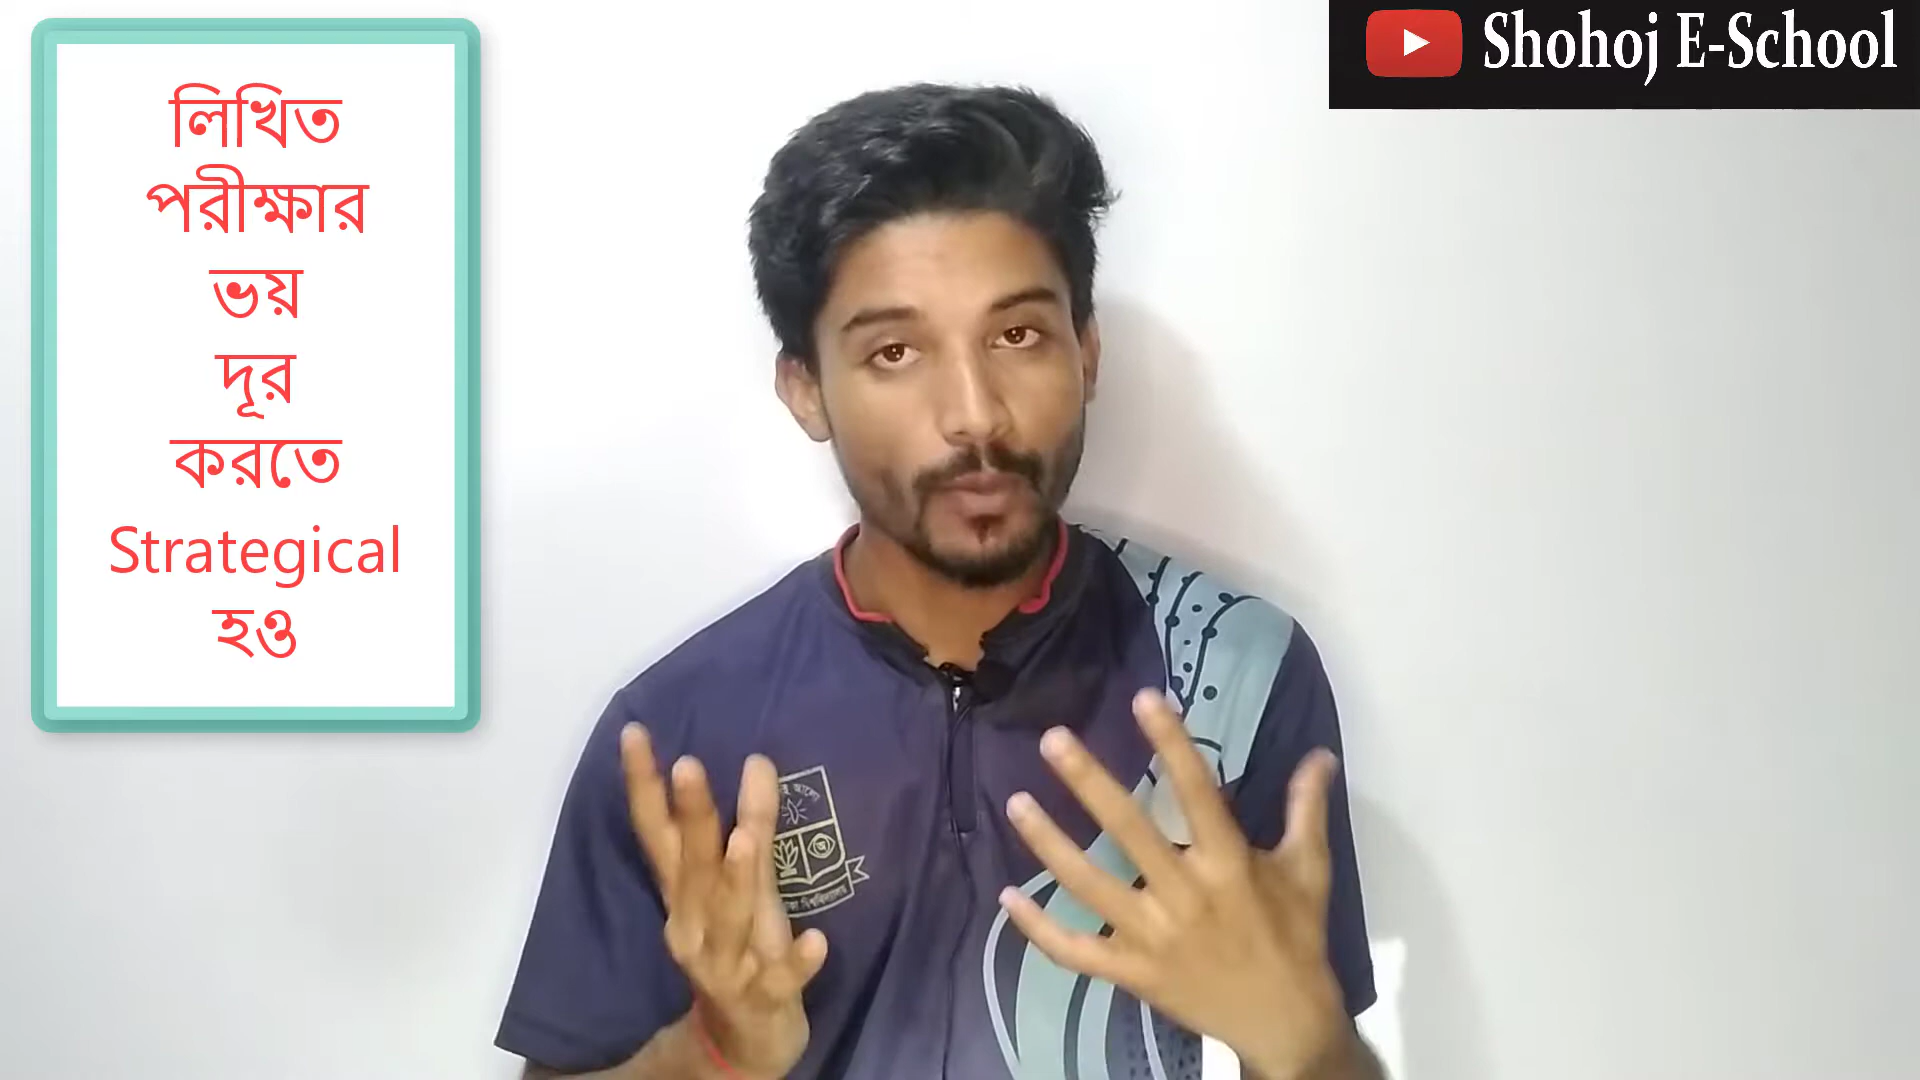 লিখিত
পরীক্ষার
ভয়
দূর
করতে
Strategical
হও
Shohoj E-School